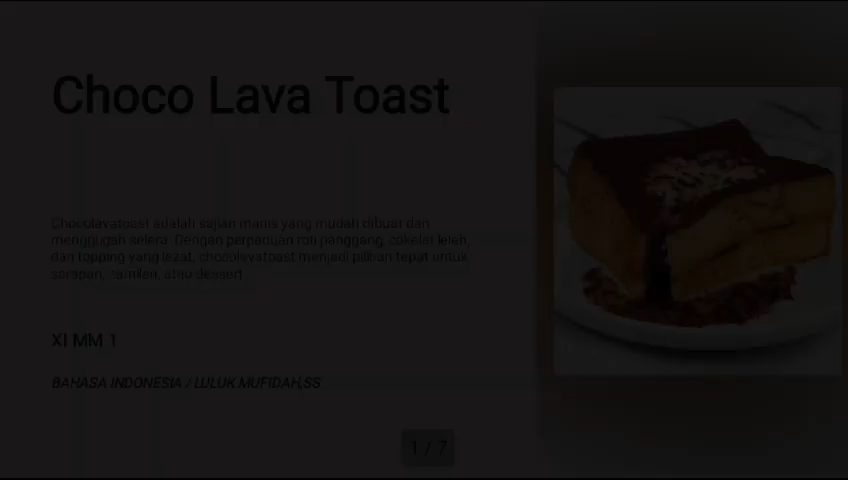 Choco Lava Toast
Chocolavatoast adalah sajian manis yang mudah dibuat dan
menggugah selera. Dengan perpaduan roti panggang, cokelat leleh,
dan topping yang lezat, chocolavatoast menjadi pilihan tepat untuk
sarapan, camilan, atau dessert.
XI MM 1
BAHASA INDONESIA / LULUK MUFIDAH,SS
1 / 7